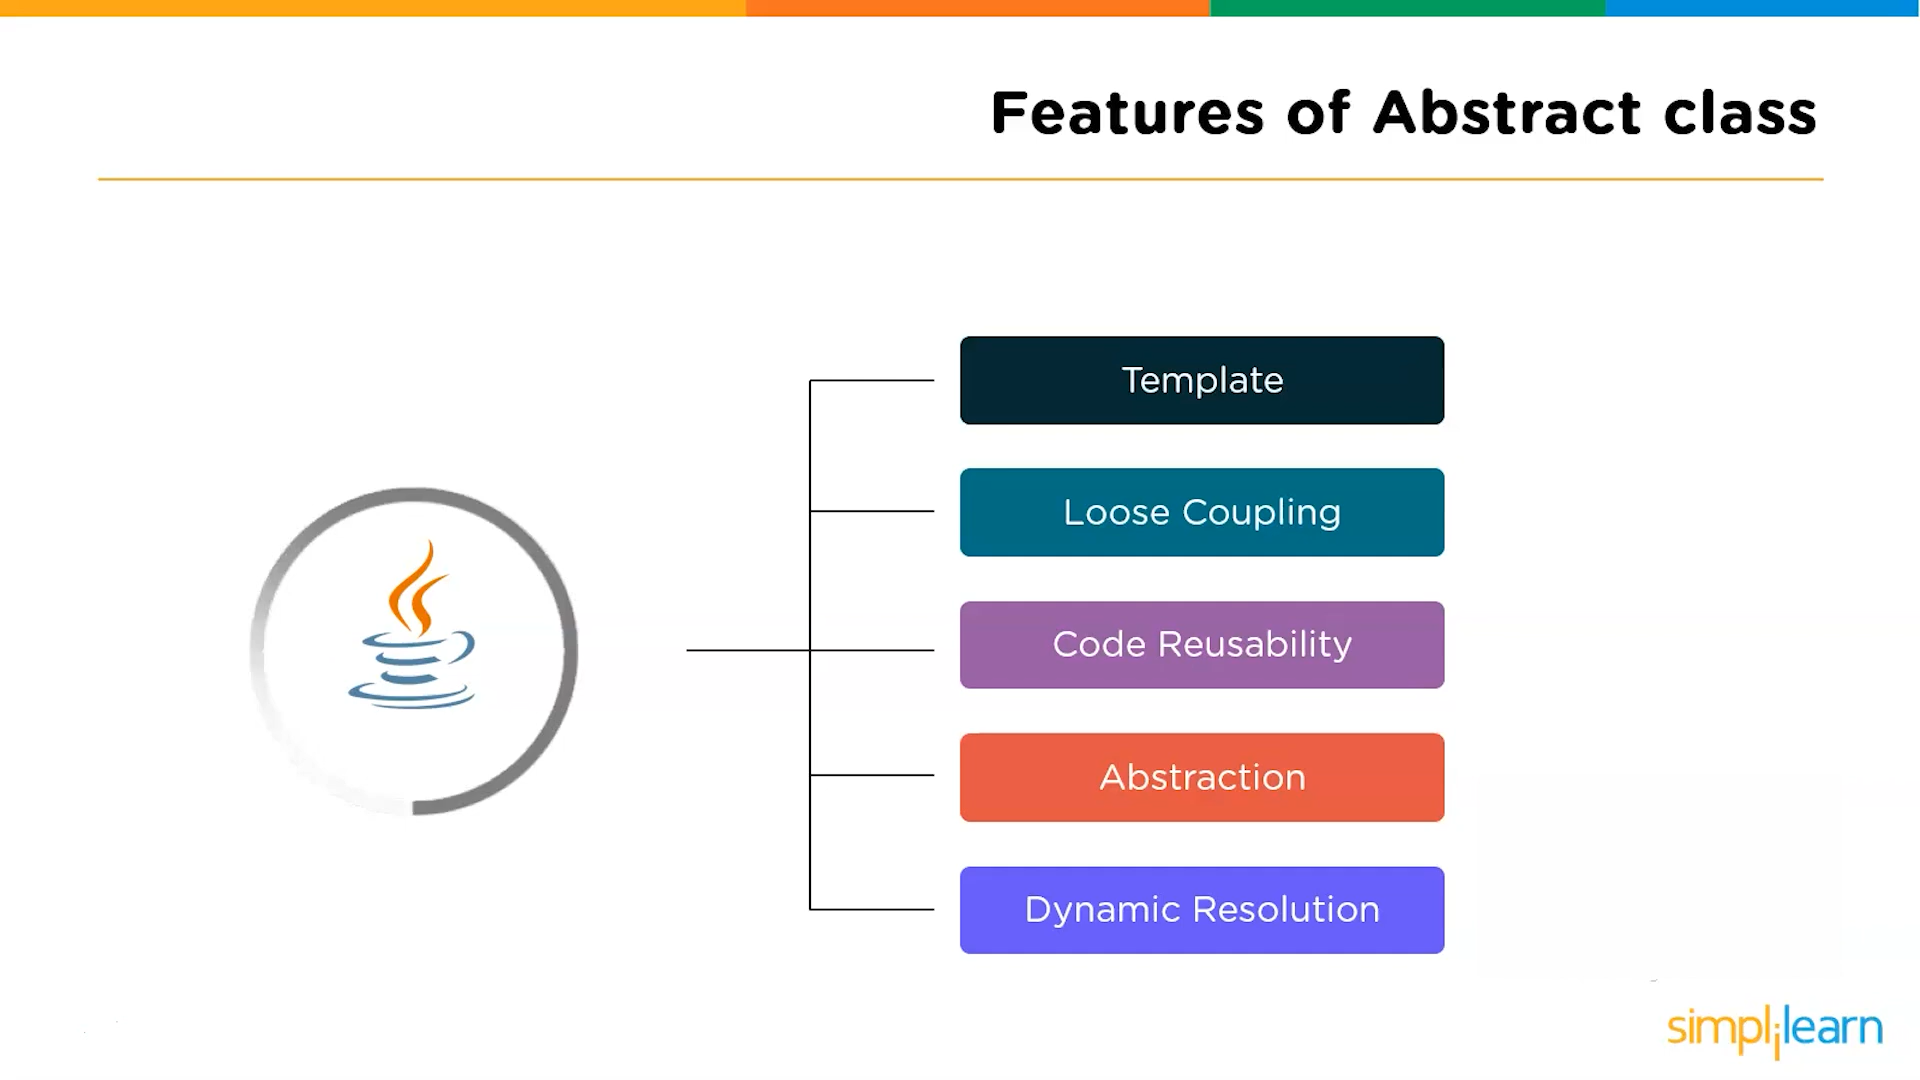 Features of Abstract class
Template
Loose Coupling
Code Reusability
Abstraction
Dynamic Resolution
simplilearn